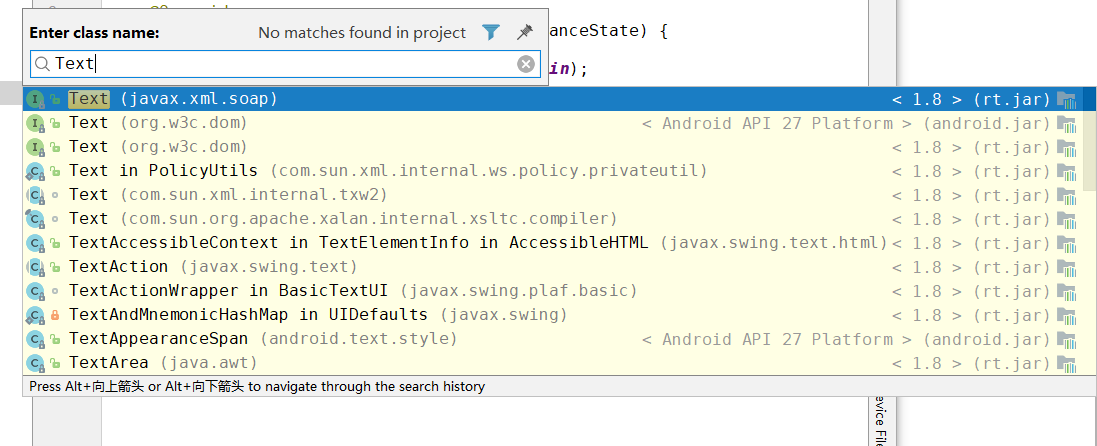 Enter class name: No matches found in project
anceState) {
Text
in);
Text (javax.xml.soap) < 1.8 > (rt.jar)
Text (org.w3c.dom) < Android API 27 Platform > (android.jar)
Text (org.w3c.dom) < 1.8 > (rt.jar)
Text in PolicyUtils (com.sun.xml.internal.ws.policy.privateutil) < 1.8 > (rt.jar)
Text (com.sun.xml.internal.txw2) < 1.8 > (rt.jar)
Text (com.sun.org.apache.xalan.internal.xsltc.compiler) < 1.8 > (rt.jar)
TextAccessibleContext in TextElementInfo in AccessibleHTML (javax.swing.text.html) < 1.8 > (rt.jar)
TextAction (javax.swing.text) < 1.8 > (rt.jar)
TextActionWrapper in BasicTextUI (javax.swing.plaf.basic) < 1.8 > (rt.jar)
TextAndMnemonicHashMap in UIDefaults (javax.swing) < 1.8 > (rt.jar)
TextAppearanceSpan (android.text.style) < Android API 27 Platform > (android.jar)
TextArea (java.awt) < 1.8 > (rt.jar)
Press Alt+向上箭头 or Alt+向下箭头 to navigate through the search history
evice File